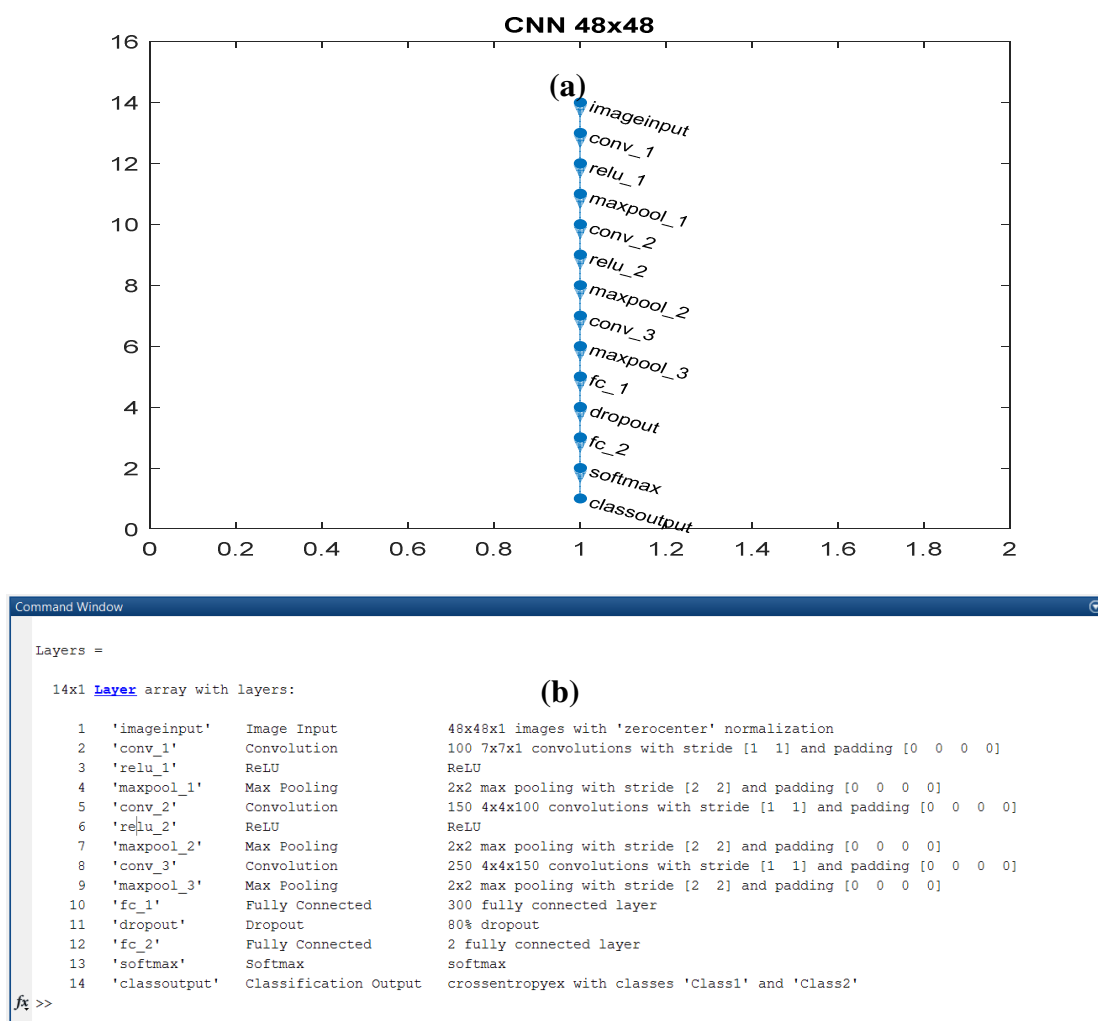 CNN 48x48
16
(a)
14
imageinput
conv_1
12
relu_1
maxpool_1
10
conv_2
relu_2
8
maxpool_2
conv_3
6
maxpool_3
fc_1
4
dropout
fc_2
2
softmax
classoutput
0
0 0.2 0.4 0.6 0.8 1 1.2 1.4 1.6 1.8 2
Command Window
Layers =
14x1 Layer array with layers:
(b)
1 'imageinput' Image Input 48x48x1 images with 'zerocenter' normalization
2 'conv_1' Convolution 100 7x7x1 convolutions with stride [1 1] and padding [0 0 0 0]
3 'relu_1' ReLU ReLU
4 'maxpool_1' Max Pooling 2x2 max pooling with stride [2 2] and padding [0 0 0 0]
5 'conv_2' Convolution 150 4x4x100 convolutions with stride [1 1] and padding [0 0 0 0]
6 'relu_2' ReLU ReLU
7 'maxpool_2' Max Pooling 2x2 max pooling with stride [2 2] and padding [0 0 0 0]
8 'conv_3' Convolution 250 4x4x150 convolutions with stride [1 1] and padding [0 0 0 0]
9 'maxpool_3' Max Pooling 2x2 max pooling with stride [2 2] and padding [0 0 0 0]
10 'fc_1' Fully Connected 300 fully connected layer
11 'dropout' Dropout 80% dropout
12 'fc_2' Fully Connected 2 fully connected layer
13 'softmax' Softmax softmax
14 'classoutput' Classification Output crossentropyex with classes 'Class1' and 'Class2'
fx >>